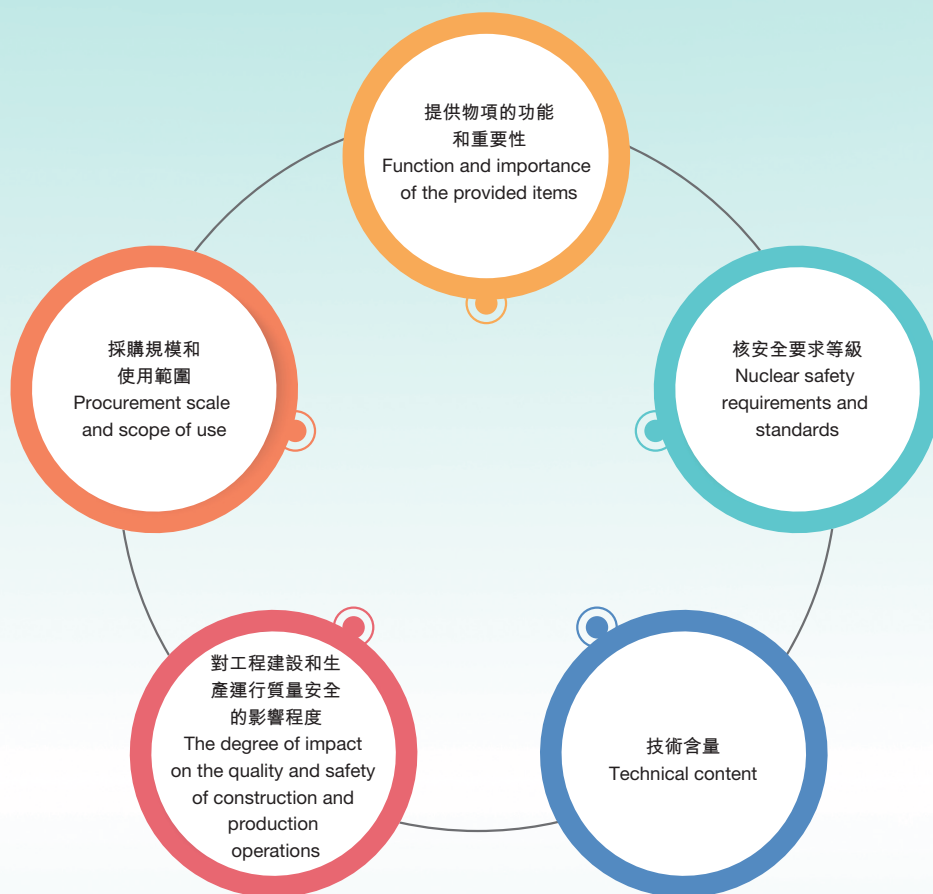 提供物項的功能
和重要性
Function and importance
of the provided items
採購規模和
使用範圍
Procurement scale
and scope of use
核安全要求等級
Nuclear safety
requirements and
standards
對工程建設和生
產運行質量安全
的影響程度
The degree of impact
on the quality and safety
of construction and
production
operations
技術含量
Technical content